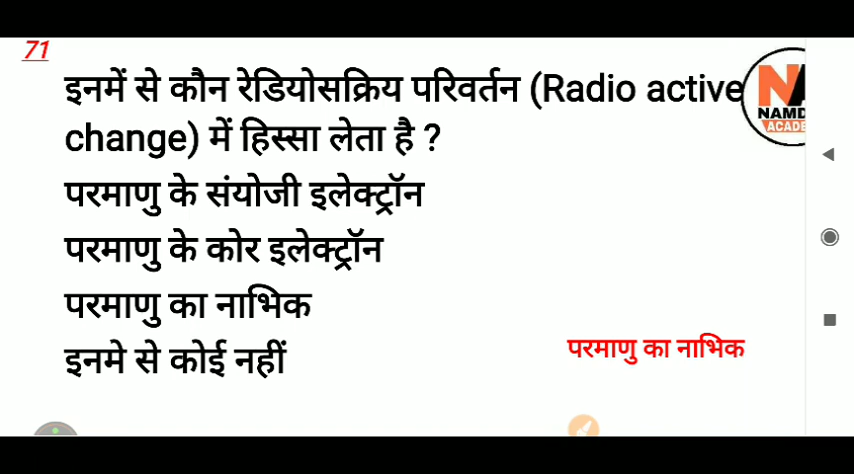 71
इनमें से कौन रेडियोसक्रिय परिवर्तन (Radio active
change) में हिस्सा लेता है ?
परमाणु के संयोजी इलेक्ट्रॉन
परमाणु के कोर इलेक्ट्रॉन
परमाणु का नाभिक
इनमे से कोई नहीं
परमाणु का नाभिक